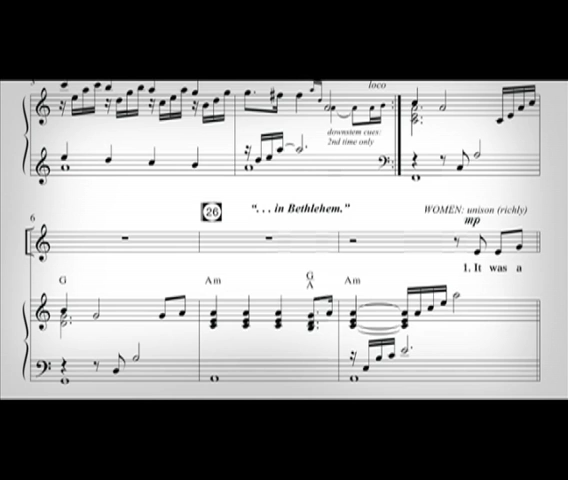 loco
downstem cues:
2nd time only
6
26
“. . . in Bethlehem.”
WOMEN: unison (richly)
mp
1. It was a
G
Am
G
A
Am